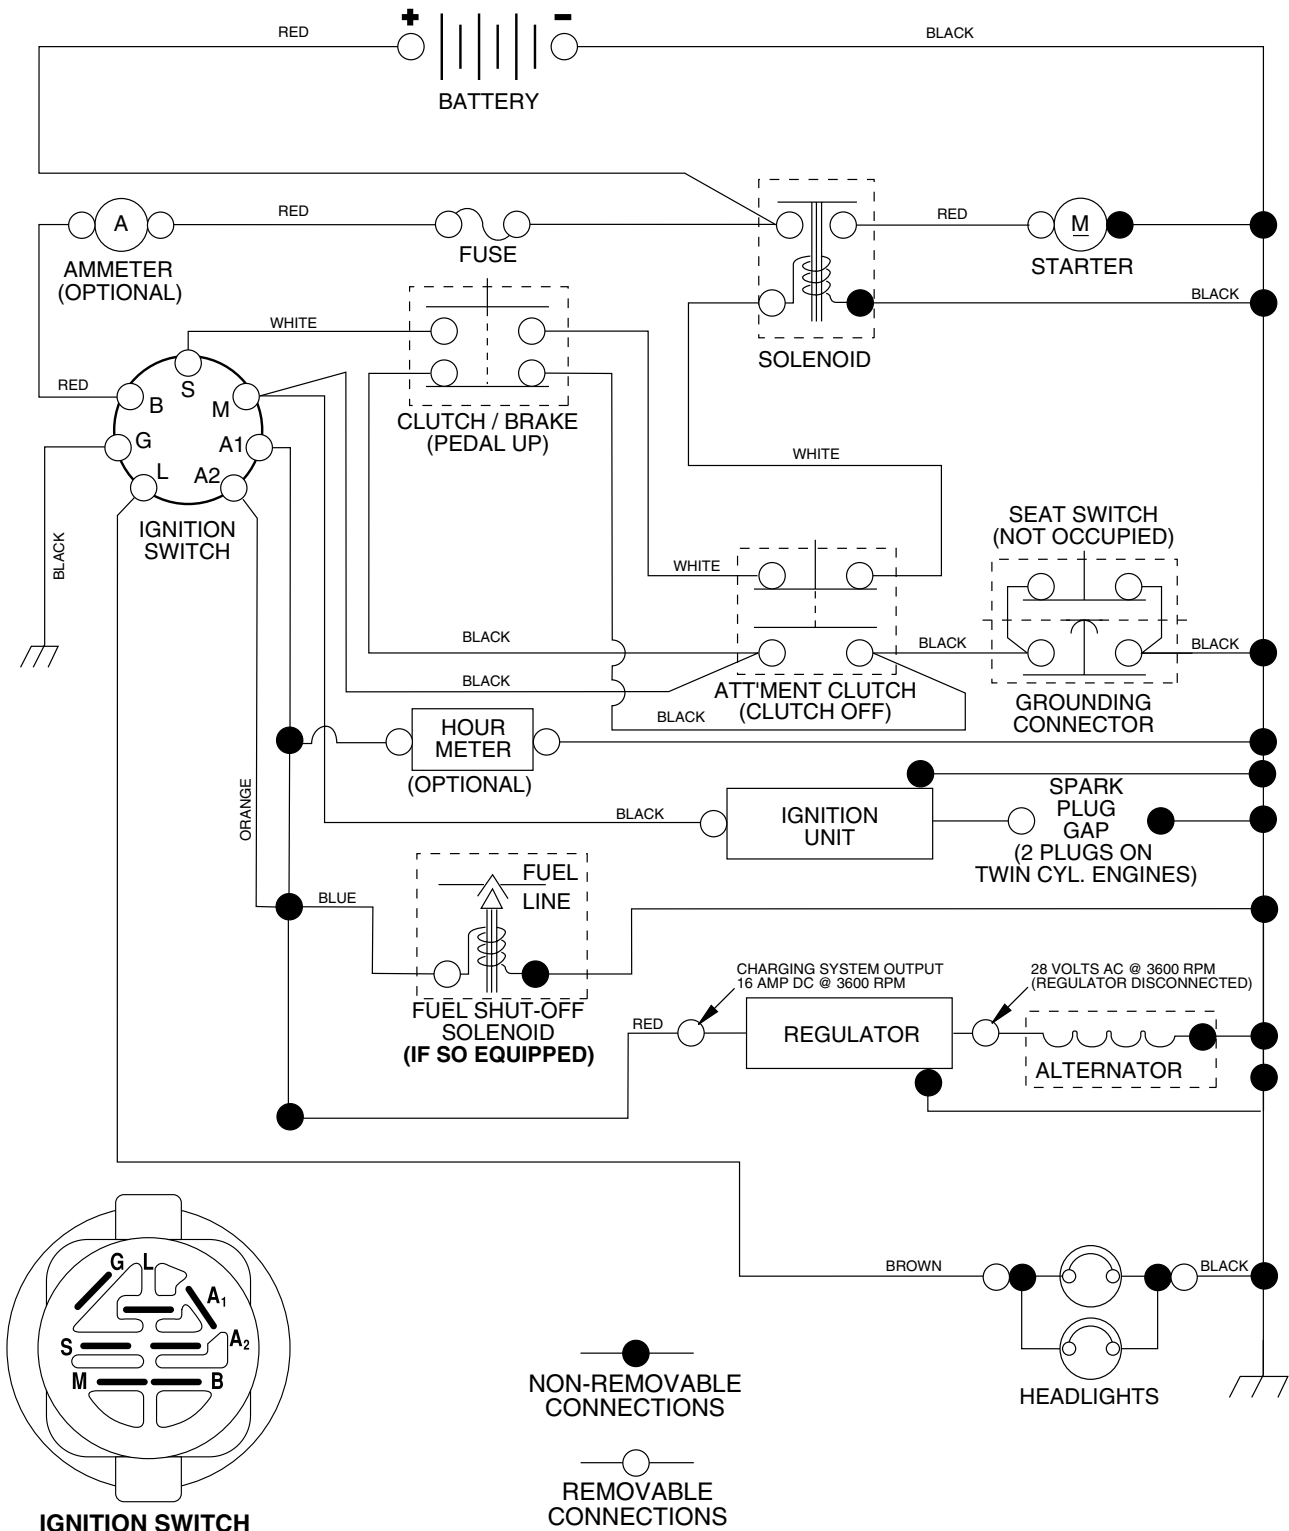 + −
RED
BLACK
BATTERY
A
RED
FUSE
AMMETER
(OPTIONAL)
SOLENOID
RED
M
STARTER
BLACK
WHITE
RED
S
B
M
G
A1
L
A2
IGNITION
SWITCH
BLACK
CLUTCH / BRAKE
(PEDAL UP)
WHITE
SEAT SWITCH
(NOT OCCUPIED)
WHITE
BLACK
BLACK
BLACK
BLACK
BLACK
ATT'MENT CLUTCH
(CLUTCH OFF)
GROUNDING
CONNECTOR
HOUR
METER
(OPTIONAL)
ORANGE
BLACK
IGNITION
UNIT
SPARK
PLUG
GAP
(2 PLUGS ON
TWIN CYL. ENGINES)
BLUE
FUEL
LINE
FUEL SHUT-OFF
SOLENOID
(IF SO EQUIPPED)
CHARGING SYSTEM OUTPUT
16 AMP DC @ 3600 RPM
28 VOLTS AC @ 3600 RPM
(REGULATOR DISCONNECTED)
RED
REGULATOR
ALTERNATOR
BROWN
BLACK
HEADLIGHTS
G L
A1
A2
S
M
B
IGNITION SWITCH
NON-REMOVABLE
CONNECTIONS
REMOVABLE
CONNECTIONS